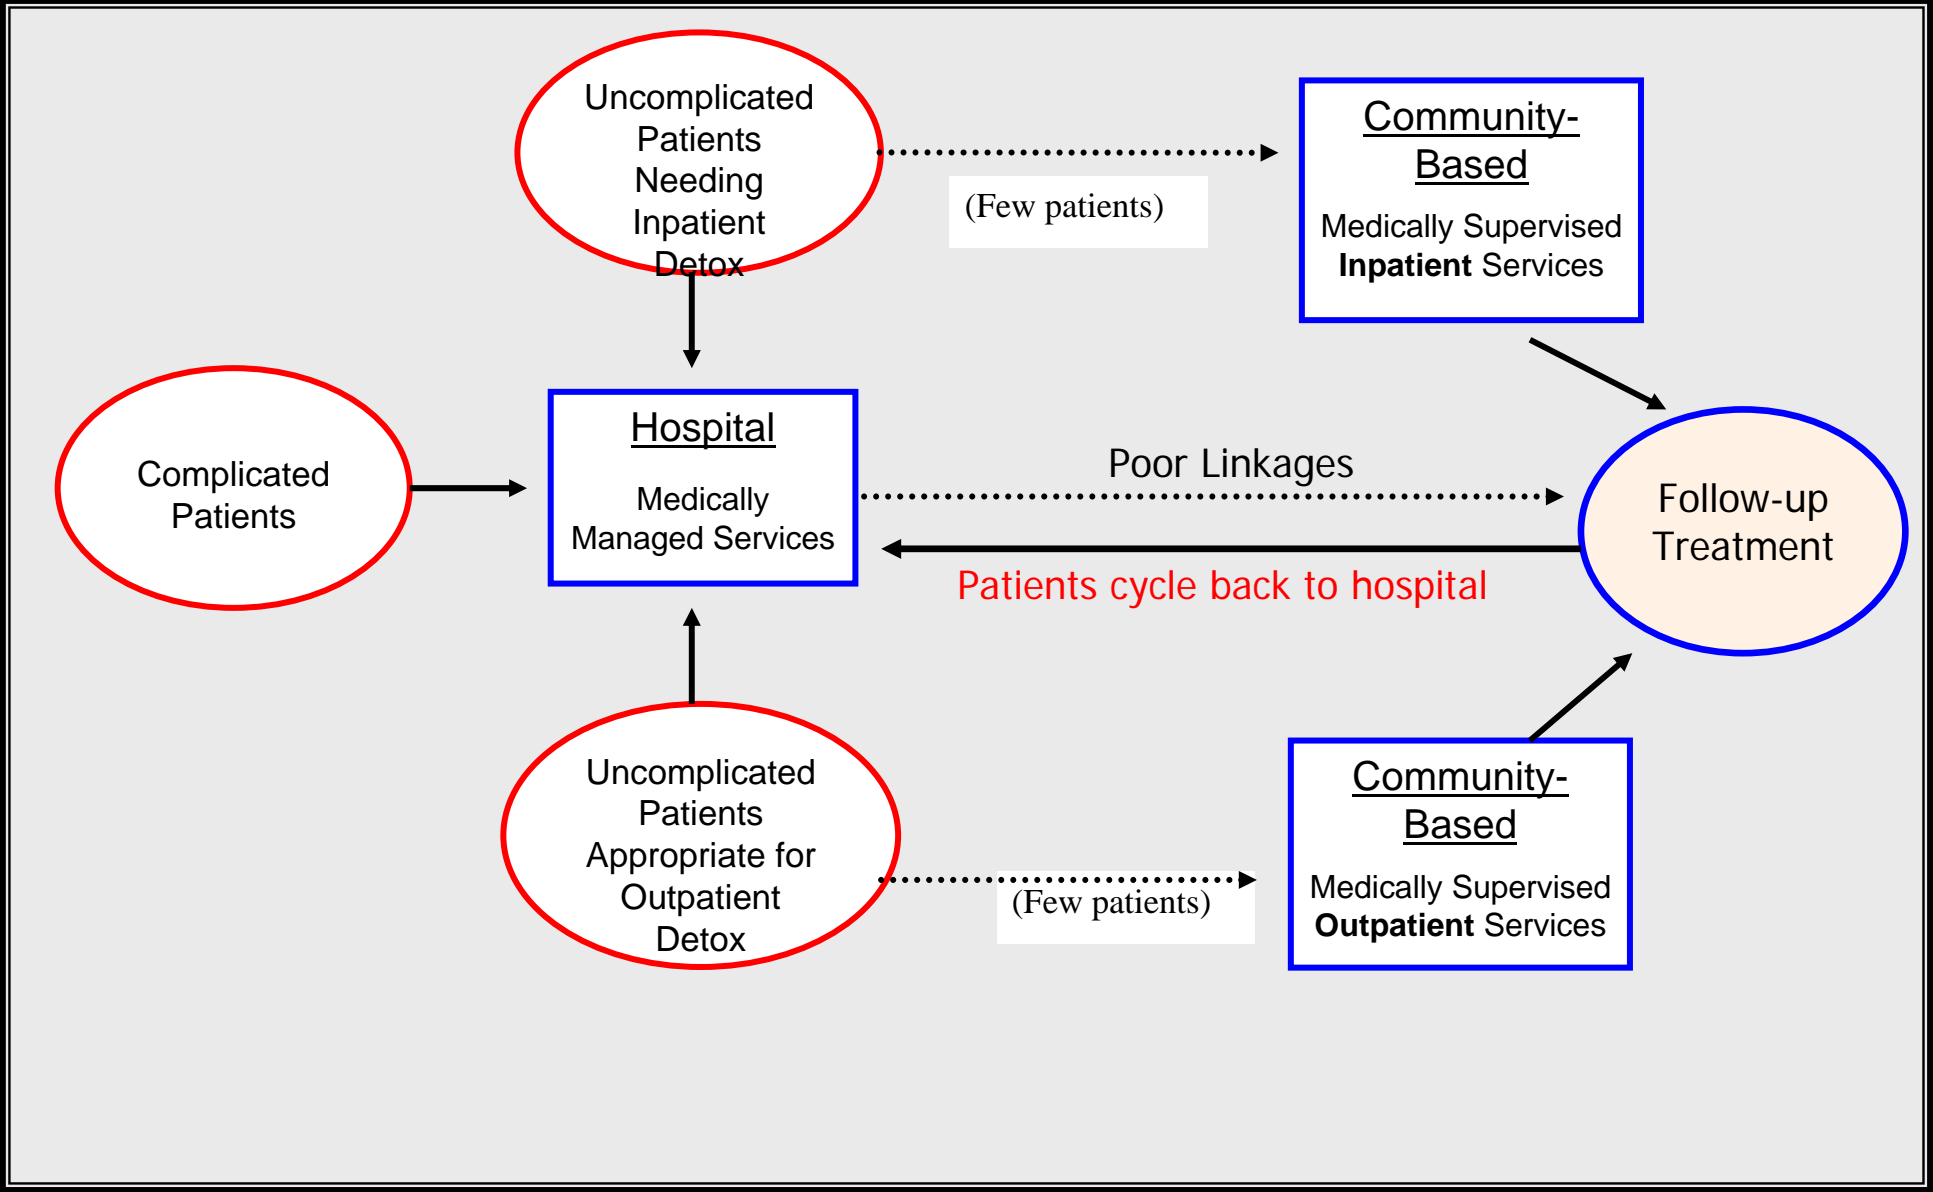 Uncomplicated
Patients
Needing
Inpatient
Detox
(Few patients)
Community-
Based
Medically Supervised
Inpatient Services
Complicated
Patients
Hospital
Medically
Managed Services
Poor Linkages
Patients cycle back to hospital
Follow-up
Treatment
Uncomplicated
Patients
Appropriate for
Outpatient
Detox
(Few patients)
Community-
Based
Medically Supervised
Outpatient Services